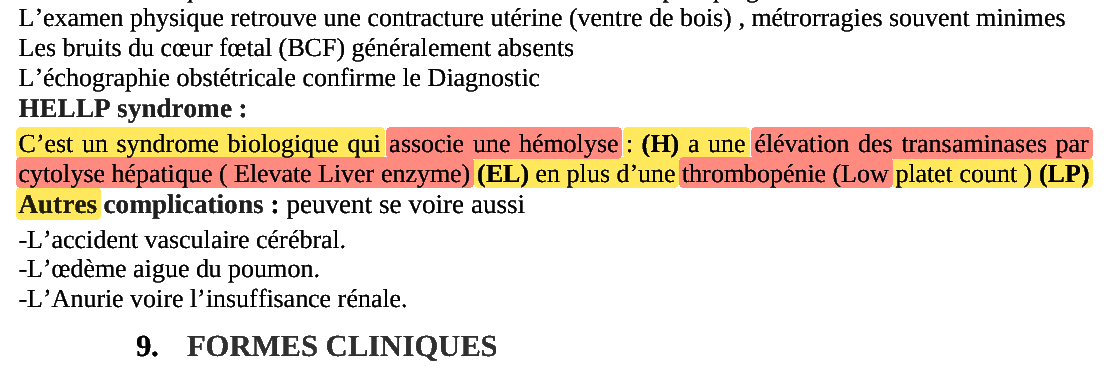 L’examen physique retrouve une contracture utérine (ventre de bois) , métrorragies souvent minimes
Les bruits du cœur fœtal (BCF) généralement absents
L’échographie obstétricale confirme le Diagnostic
HELLP syndrome :
C’est un syndrome biologique qui associe une hémolyse : (H) a une élévation des transaminases par
cytolyse hépatique ( Elevate Liver enzyme) (EL) en plus d’une thrombopénie (Low platet count ) (LP)
Autres complications : peuvent se voire aussi
-L’accident vasculaire cérébral.
-L’œdème aigue du poumon.
-L’Anurie voire l’insuffisance rénale.
9. FORMES CLINIQUES